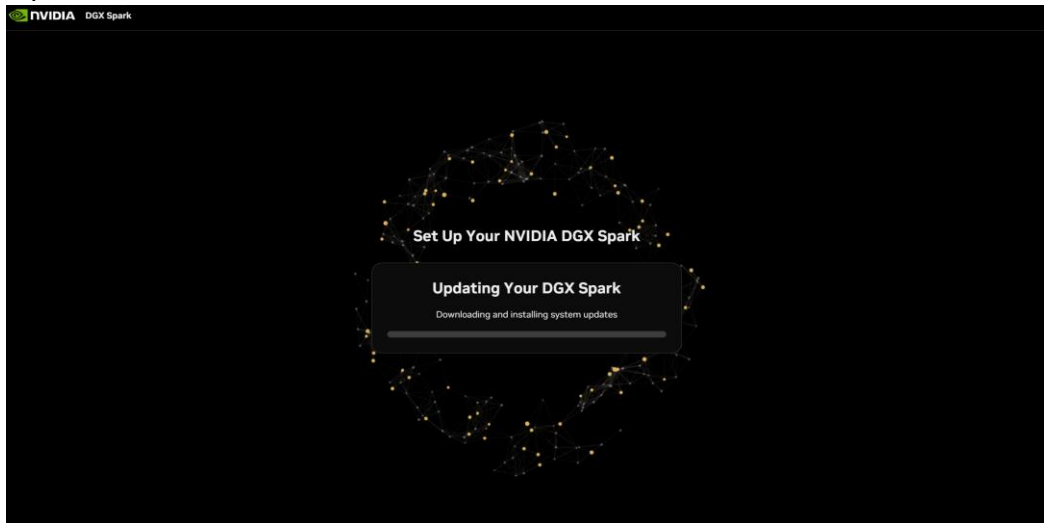 NVIDIA DGX Spark
Set Up Your NVIDIA DGX Spark
Updating Your DGX Spark
Downloading and installing system updates